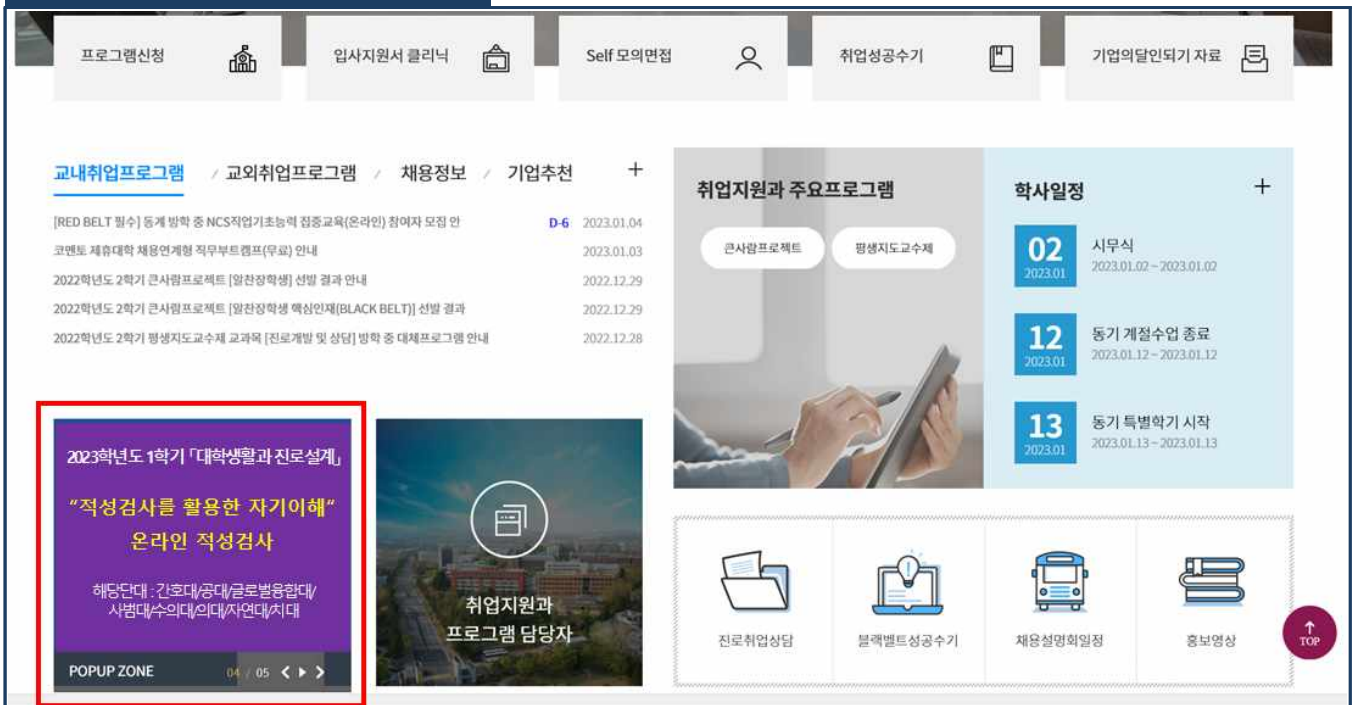 프로그램신청
입사지원서 클리닉
Self 모의면접
취업성공수기
기업의달인되기 자료
교내취업프로그램 / 교외취업프로그램 / 채용정보 / 기업추천 +
[RED BELT 필수] 동계 방학 중 NCS직업기초능력 집중교육(온라인) 참여자 모집 안 D-6 2023.01.04
코멘토 제휴대학 채용연계형 직무부트캠프(무료) 안내 2023.01.03
2022학년도 2학기 큰사람프로젝트 [알찬장학생] 선발 결과 안내 2022.12.29
2022학년도 2학기 큰사람프로젝트 [알찬장학생 핵심인재(BLACK BELT)] 선발 결과 2022.12.29
2022학년도 2학기 평생지도교수제 교과목 [진로개발 및 상담] 방학 중 대체프로그램 안내 2022.12.28
취업지원과 주요프로그램
큰사람프로젝트 평생지도교수제
학사일정 +
02 시무식
2023.01 2023.01.02 ~ 2023.01.02
12 동기 계절수업 종료
2023.01 2023.01.12 ~ 2023.01.12
13 동기 특별학기 시작
2023.01 2023.01.13 ~ 2023.01.13
2023학년도 1학기 「대학생활과 진로설계」
"적성검사를 활용한 자기이해"
온라인 적성검사
해당단대 : 간호대/공대/글로벌융합대/
사범대/수의대/의대/자연대/치대
POPUP ZONE 04 / 05
취업지원과
프로그램 담당자
진로취업상담
블랙벨트성공수기
채용설명회일정
홍보영상
TOP